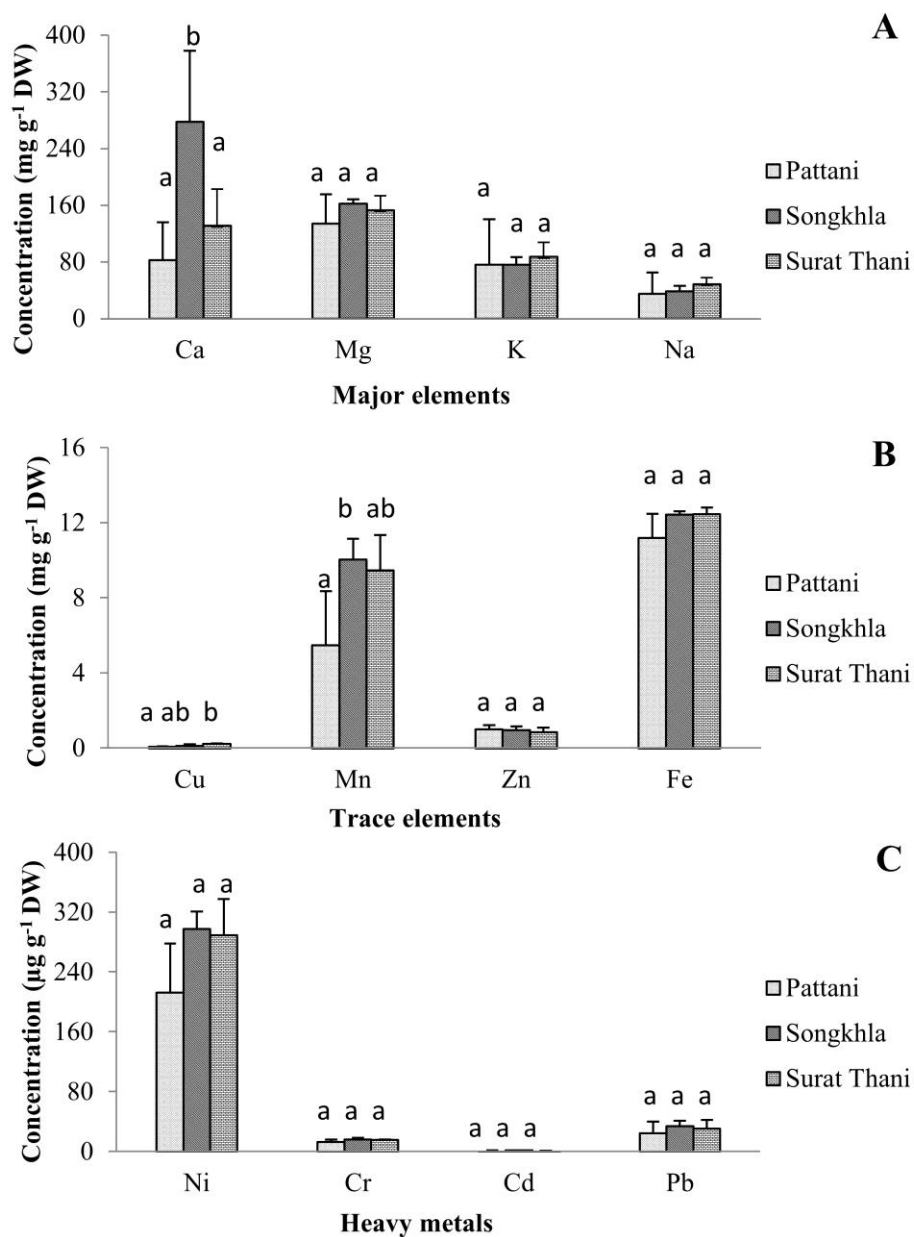 A
Concentration (mg g⁻¹ DW)
400
320
240
160
80
0
b
a a
a a a
a
a a
a a a
Ca Mg K Na
Major elements
Pattani
Songkhla
Surat Thani
B
Concentration (mg g⁻¹ DW)
16
12
8
4
0
a ab b
a b ab
a a a
a a a
Cu Mn Zn Fe
Trace elements
Pattani
Songkhla
Surat Thani
C
Concentration (µg g⁻¹ DW)
400
320
240
160
80
0
a a a
a a a
a a a
a a a
Ni Cr Cd Pb
Heavy metals
Pattani
Songkhla
Surat Thani